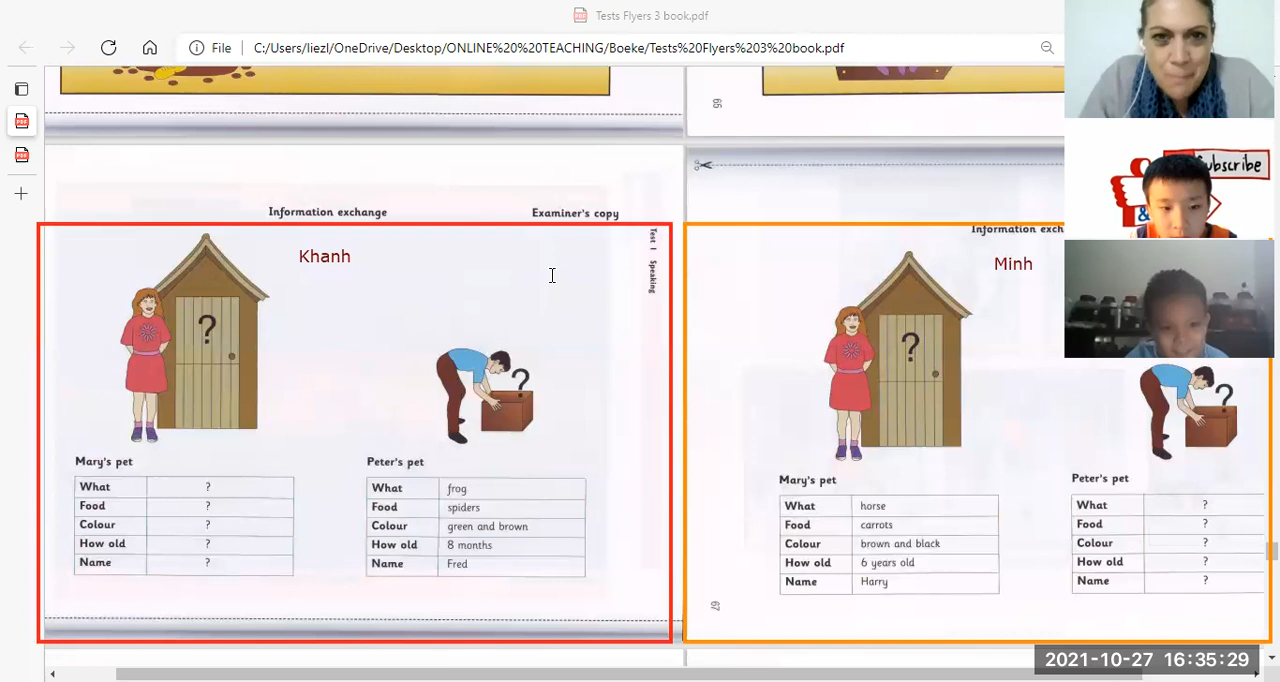 Tests Flyers 3 book.pdf
File
C:/Users/liezl/OneDrive/Desktop/ONLINE%20%20TEACHING/Boeke/Tests%20Flyers%203%20book.pdf
Subscribe
&
65
Information exchange
Examiner's copy
Test 1 Speaking
Khanh
?
?
Mary's pet
What ?
Food ?
Colour ?
How old ?
Name ?
Peter's pet
What frog
Food spiders
Colour green and brown
How old 8 months
Name Fred
Information exch
Minh
?
?
Mary's pet
What horse
Food carrots
Colour brown and black
How old 6 years old
Name Harry
Peter's pet
What ?
Food ?
Colour ?
How old ?
Name ?
67
2021-10-27 16:35:29